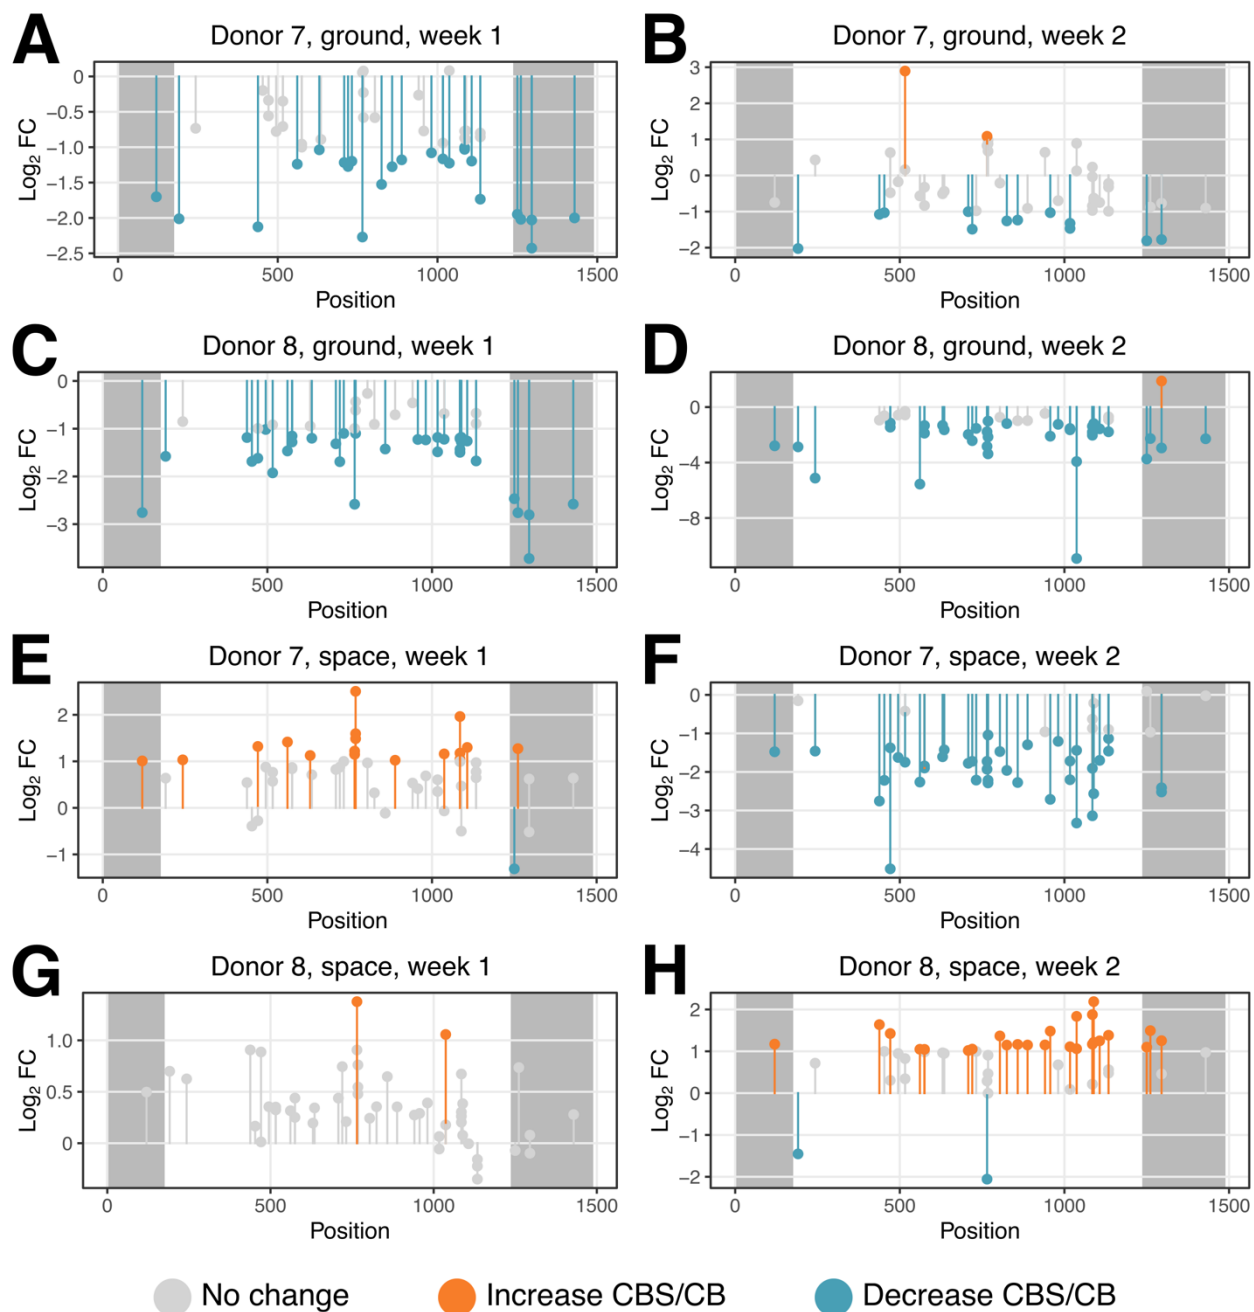 A
Donor 7, ground, week 1
Log2 FC
0
−0.5
−1.0
−1.5
−2.0
−2.5
0 500 1000 1500
Position
B
Donor 7, ground, week 2
Log2 FC
3
2
1
0
−1
−2
0 500 1000 1500
Position
C
Donor 8, ground, week 1
Log2 FC
0
−1
−2
−3
0 500 1000 1500
Position
D
Donor 8, ground, week 2
Log2 FC
0
−4
−8
0 500 1000 1500
Position
E
Donor 7, space, week 1
Log2 FC
2
1
0
−1
0 500 1000 1500
Position
F
Donor 7, space, week 2
Log2 FC
0
−1
−2
−3
−4
0 500 1000 1500
Position
G
Donor 8, space, week 1
Log2 FC
1.0
0.5
0
0 500 1000 1500
Position
H
Donor 8, space, week 2
Log2 FC
2
1
0
−1
−2
0 500 1000 1500
Position
No change Increase CBS/CB Decrease CBS/CB